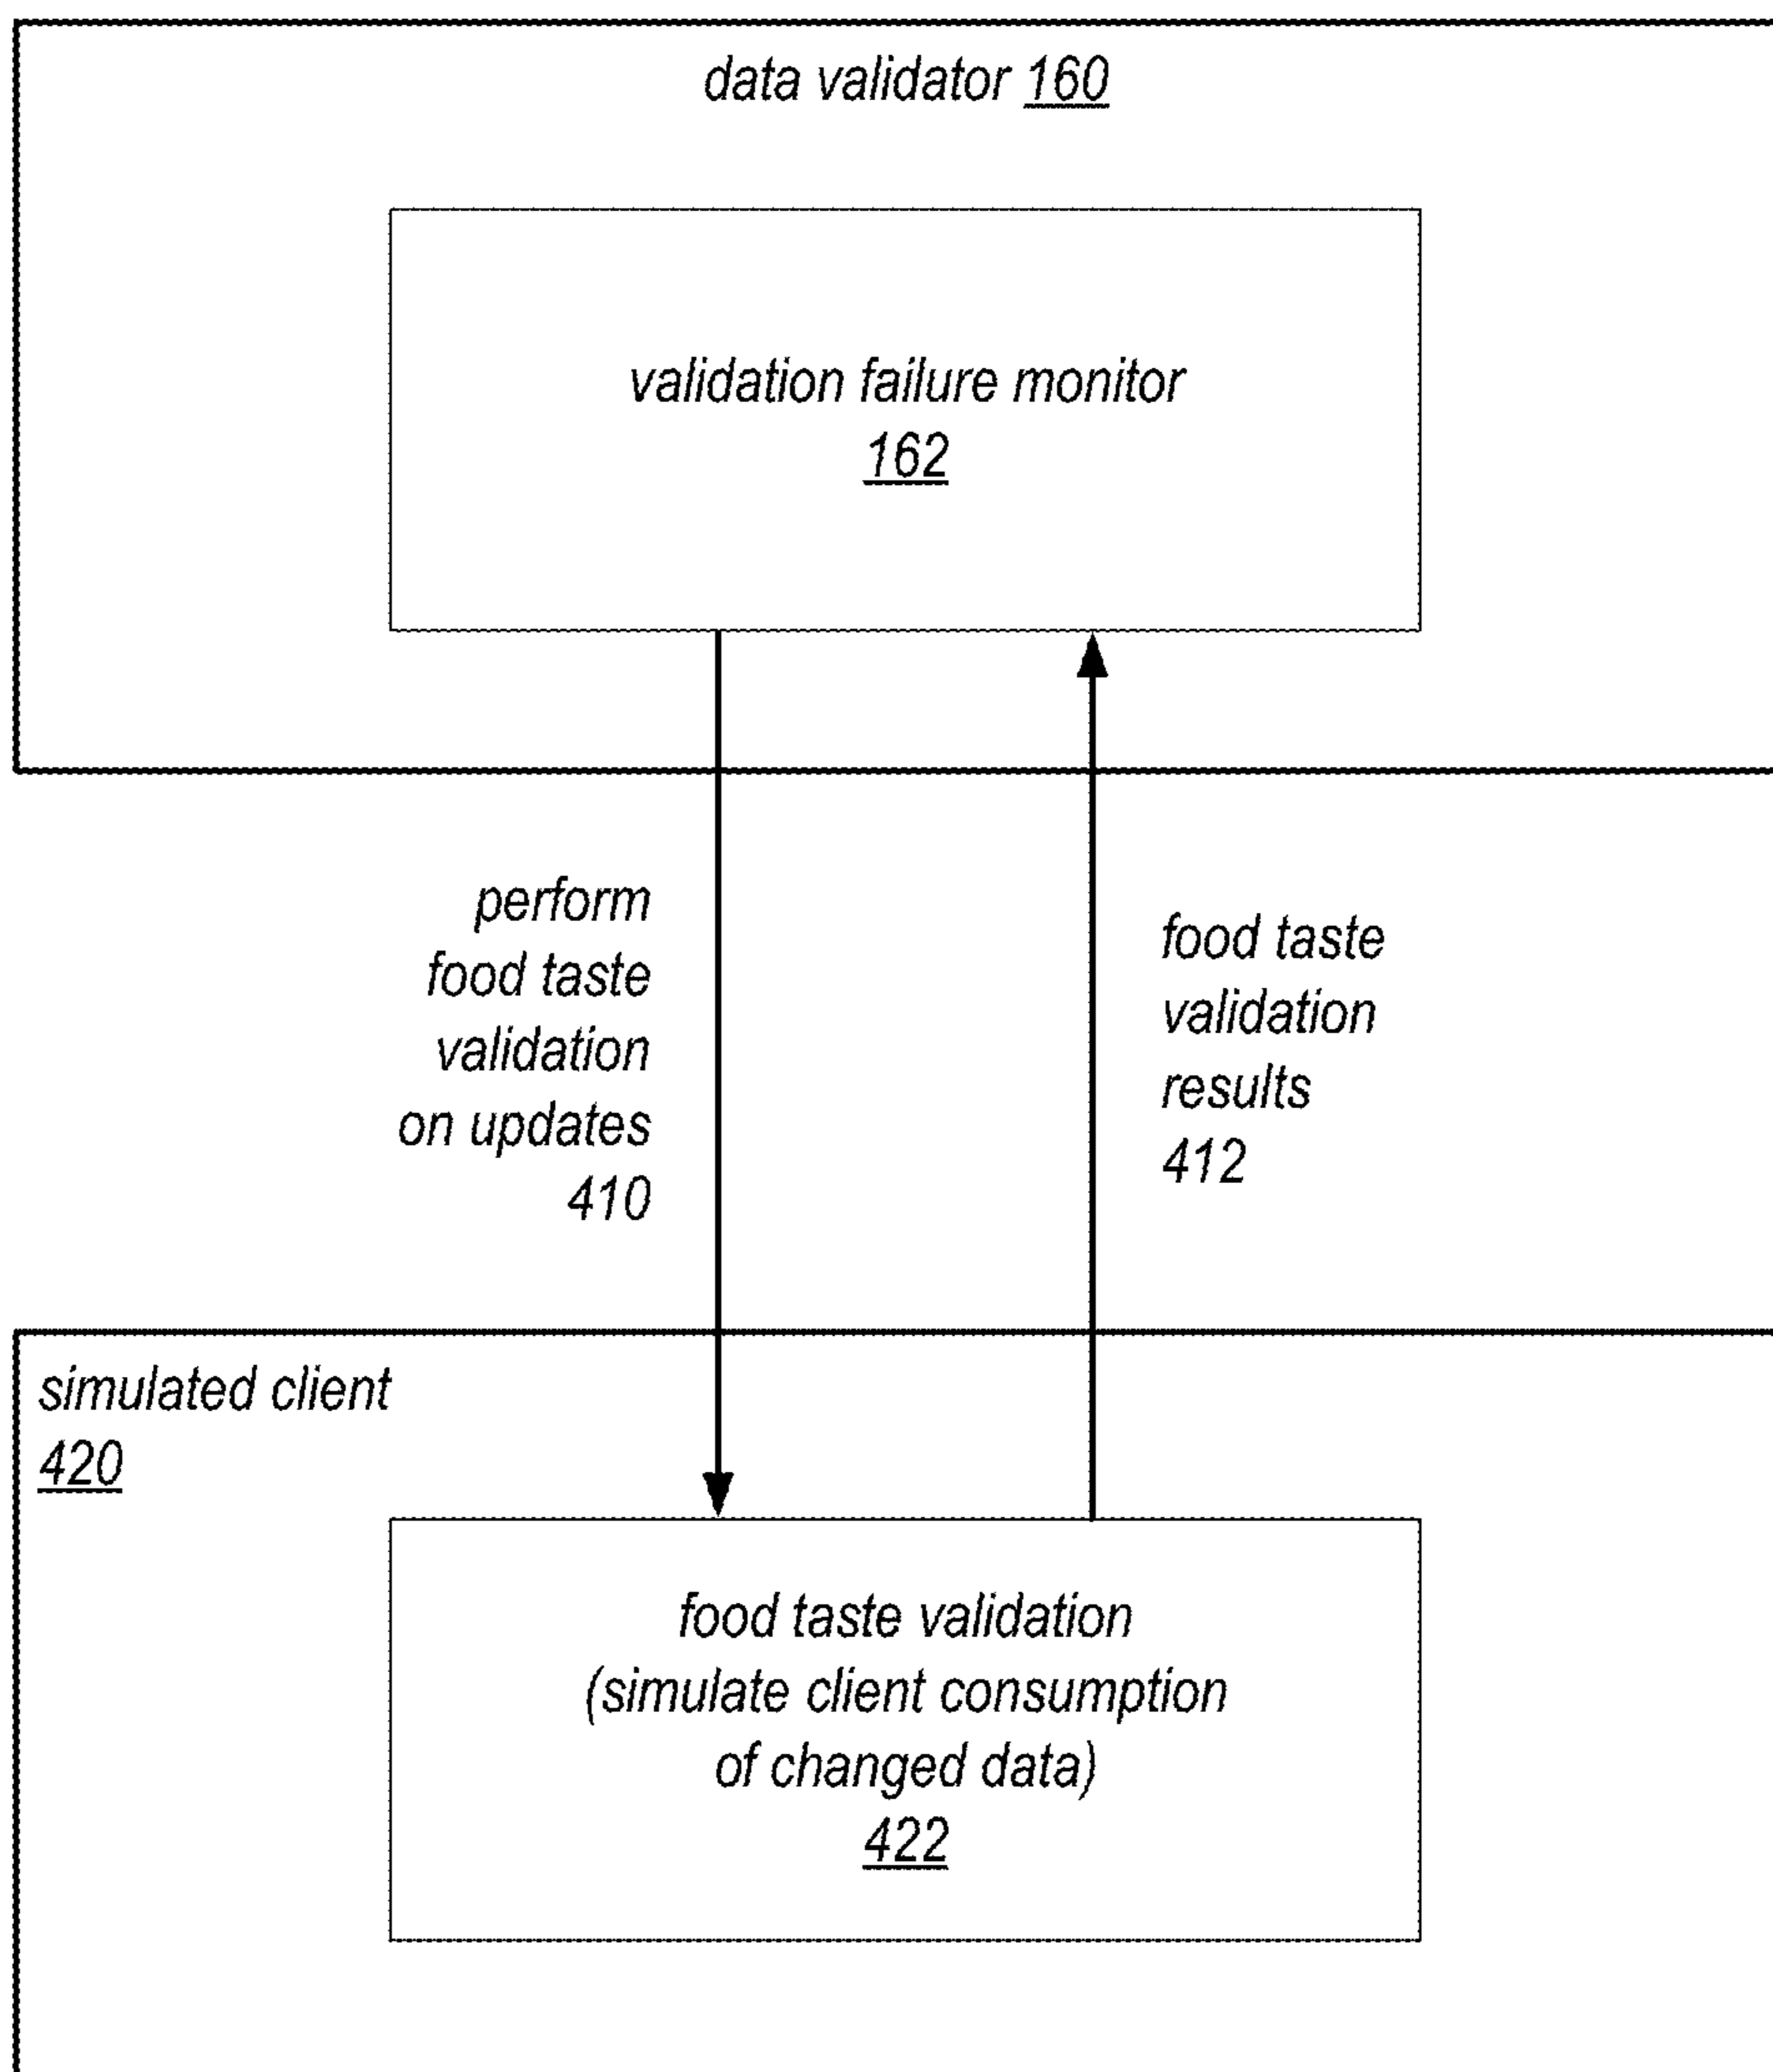 data validator 160
validation failure monitor
162
perform
food taste
validation
on updates
410
food taste
validation
results
412
simulated client
420
food taste validation
(simulate client consumption
of changed data)
422